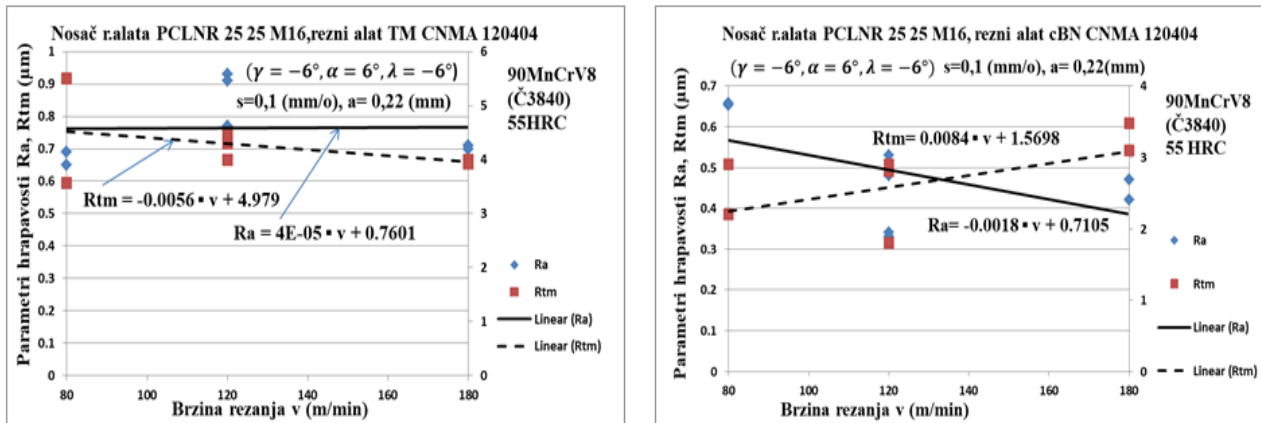 Nosač r.alata PCLNR 25 25 M16,rezni alat TM CNMA 120404
(γ = −6°, α = 6°, λ = −6°)
s=0,1 (mm/o), a= 0,22 (mm)
90MnCrV8
(Č3840)
55HRC
Parametri hrapavosti Ra, Rtm (µm)
1
0.9
0.8
0.7
0.6
0.5
0.4
0.3
0.2
0.1
0
6
5
4
3
2
1
0
Rtm = -0.0056▪ v + 4.979
Ra = 4E-05▪ v + 0.7601
Ra
Rtm
Linear (Ra)
Linear (Rtm)
80 100 120 140 160 180
Brzina rezanja v (m/min)
Nosač r.alata PCLNR 25 25 M16, rezni alat cBN CNMA 120404
(γ = −6°, α = 6°, λ = −6°) s=0,1 (mm/o), a= 0,22(mm)
90MnCrV8
(Č3840)
55 HRC
Parametri hrapavosti Ra, Rtm (µm)
0.7
0.6
0.5
0.4
0.3
0.2
0.1
0
4
3
2
1
0
Rtm= 0.0084▪ v + 1.5698
Ra= -0.0018▪ v + 0.7105
Ra
Rtm
Linear (Ra)
Linear (Rtm)
80 100 120 140 160 180
Brzina rezanja v (m/min)